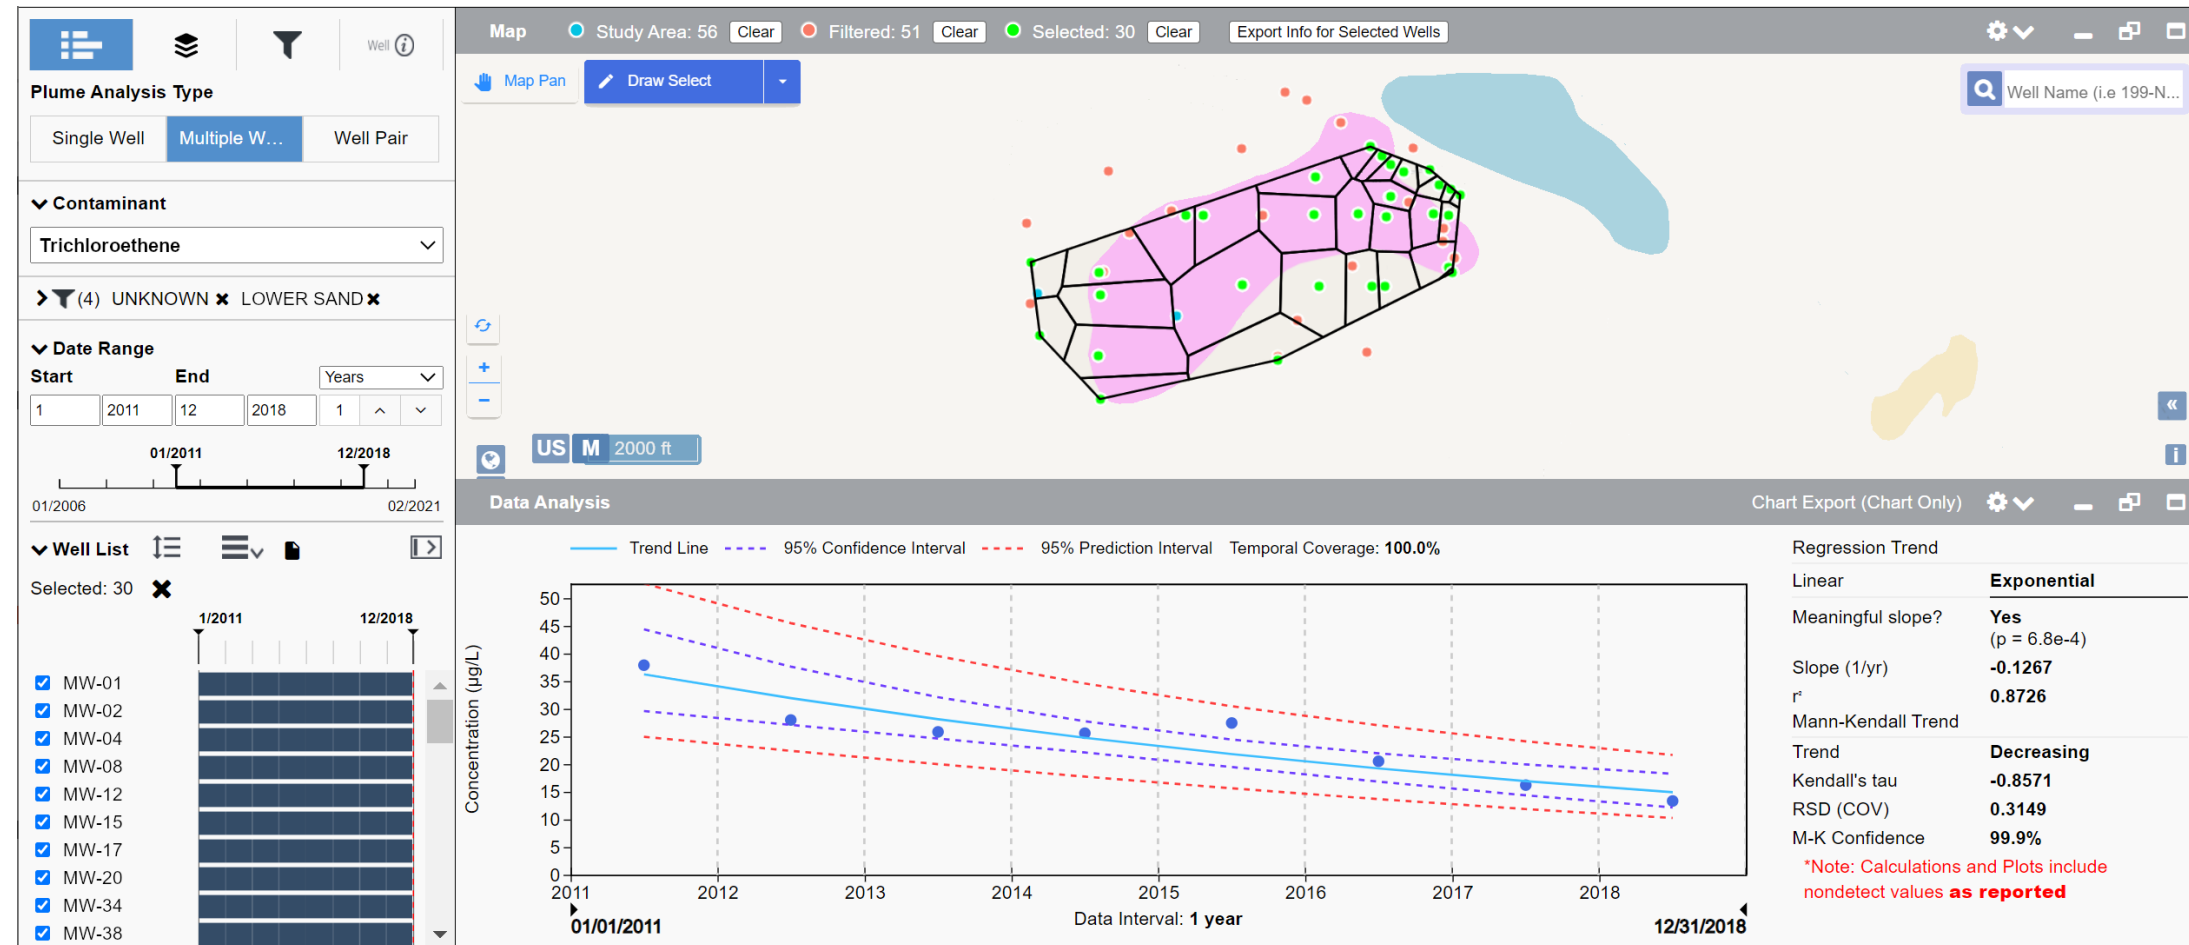 Well i
Plume Analysis Type
Single Well Multiple W... Well Pair
Contaminant
Trichloroethene
(4) UNKNOWN ✖ LOWER SAND ✖
Date Range
Start End Years
1 2011 12 2018 1
01/2011 12/2018
01/2006 02/2021
Well List
Selected: 30 ✖
1/2011 12/2018
MW-01
MW-02
MW-04
MW-08
MW-12
MW-15
MW-17
MW-20
MW-34
MW-38
Map Study Area: 56 Clear Filtered: 51 Clear Selected: 30 Clear Export Info for Selected Wells
Map Pan Draw Select
Well Name (i.e 199-N...
+
−
US M 2000 ft
«
i
Data Analysis Chart Export (Chart Only)
Trend Line 95% Confidence Interval 95% Prediction Interval Temporal Coverage: 100.0%
Concentration (µg/L)
50
45
40
35
30
25
20
15
10
5
0
2011 2012 2013 2014 2015 2016 2017 2018
01/01/2011 Data Interval: 1 year 12/31/2018
Regression Trend
Linear Exponential
Meaningful slope? Yes
(p = 6.8e-4)
Slope (1/yr) -0.1267
r² 0.8726
Mann-Kendall Trend
Trend Decreasing
Kendall's tau -0.8571
RSD (COV) 0.3149
M-K Confidence 99.9%
*Note: Calculations and Plots include
nondetect values as reported